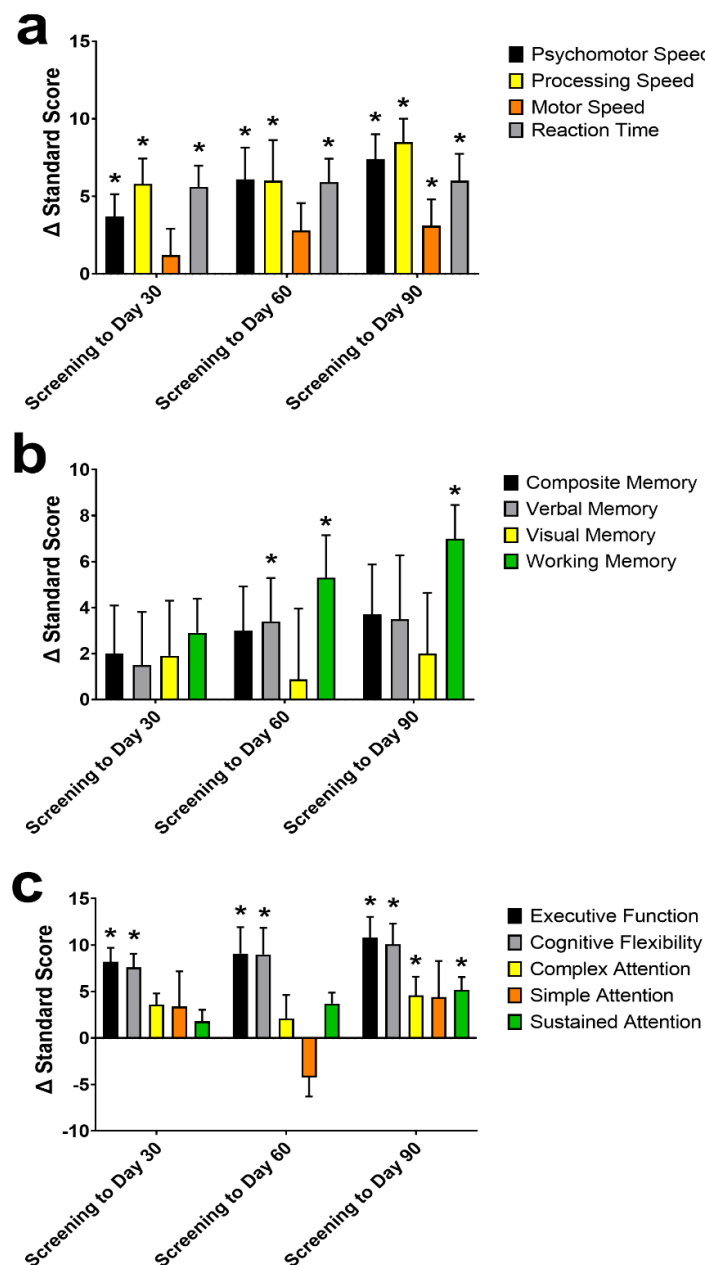 a
15
10
5
0
Δ Standard Score
* * * * * * * * * *
Screening to Day 30
Screening to Day 60
Screening to Day 90
Psychomotor Speed
Processing Speed
Motor Speed
Reaction Time
b
10
8
6
4
2
0
Δ Standard Score
* * *
Screening to Day 30
Screening to Day 60
Screening to Day 90
Composite Memory
Verbal Memory
Visual Memory
Working Memory
c
15
10
5
0
-5
-10
Δ Standard Score
* * * * * * * *
Screening to Day 30
Screening to Day 60
Screening to Day 90
Executive Function
Cognitive Flexibility
Complex Attention
Simple Attention
Sustained Attention